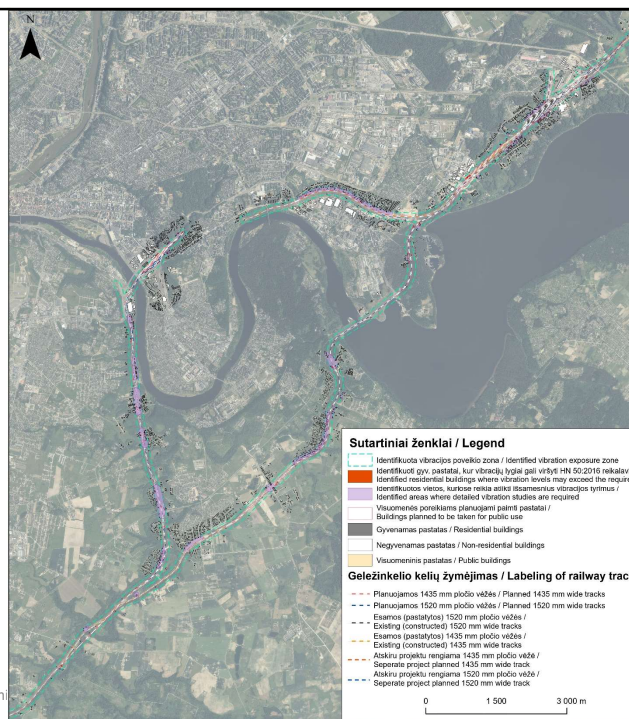 N
Sutartiniai ženklai / Legend
Identifikuota vibracijos poveikio zona / Identified vibration exposure zone
Identifikuoti gyv. pastatai, kur vibracijų lygiai gali viršyti HN 50:2016 reikalav
Identified residential buildings where vibration levels may exceed the require
Identifikuotos vietos, kuriose reikia atlikti išsamesnius vibracijos tyrimus /
Identified areas where detailed vibration studies are required
Visuomenės poreikiams planuojami paimti pastatai /
Buildings planned to be taken for public use
Gyvenamas pastatas / Residential buildings
Negyvenamas pastatas / Non-residential buildings
Visuomeninis pastatas / Public buildings
Geležinkelio kelių žymėjimas / Labeling of railway trac
Planuojamos 1435 mm pločio vėžės / Planned 1435 mm wide tracks
Planuojamos 1520 mm pločio vėžės / Planned 1520 mm wide tracks
Esamos (pastatytos) 1520 mm pločio vėžės /
Existing (constructed) 1520 mm wide tracks
Esamos (pastatytos) 1435 mm pločio vėžės /
Existing (constructed) 1435 mm wide tracks
Atskiru projektu rengiama 1435 mm pločio vėžė /
Seperate project planned 1435 mm wide track
Atskiru projektu rengiama 1520 mm pločio vėžė /
Seperate project planned 1520 mm wide track
0 1 500 3 000 m